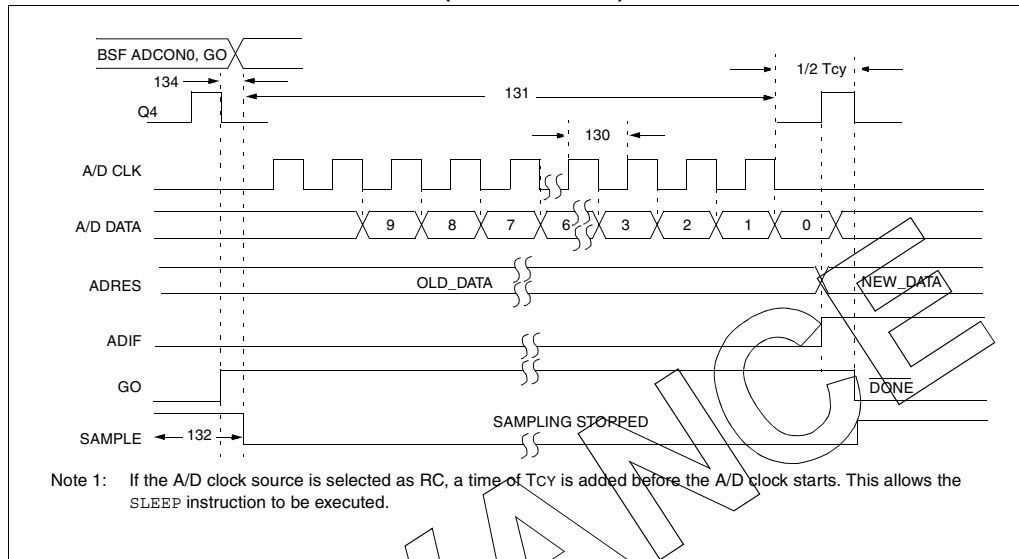 BSF ADCON0, GO
134
1/2 Tcy
131
Q4
130
A/D CLK
A/D DATA
9 8 7 6 3 2 1 0
ADRES
OLD_DATA
NEW_DATA
ADIF
GO
DONE
SAMPLING STOPPED
SAMPLE
132
Note 1: If the A/D clock source is selected as RC, a time of TCY is added before the A/D clock starts. This allows the
SLEEP instruction to be executed.